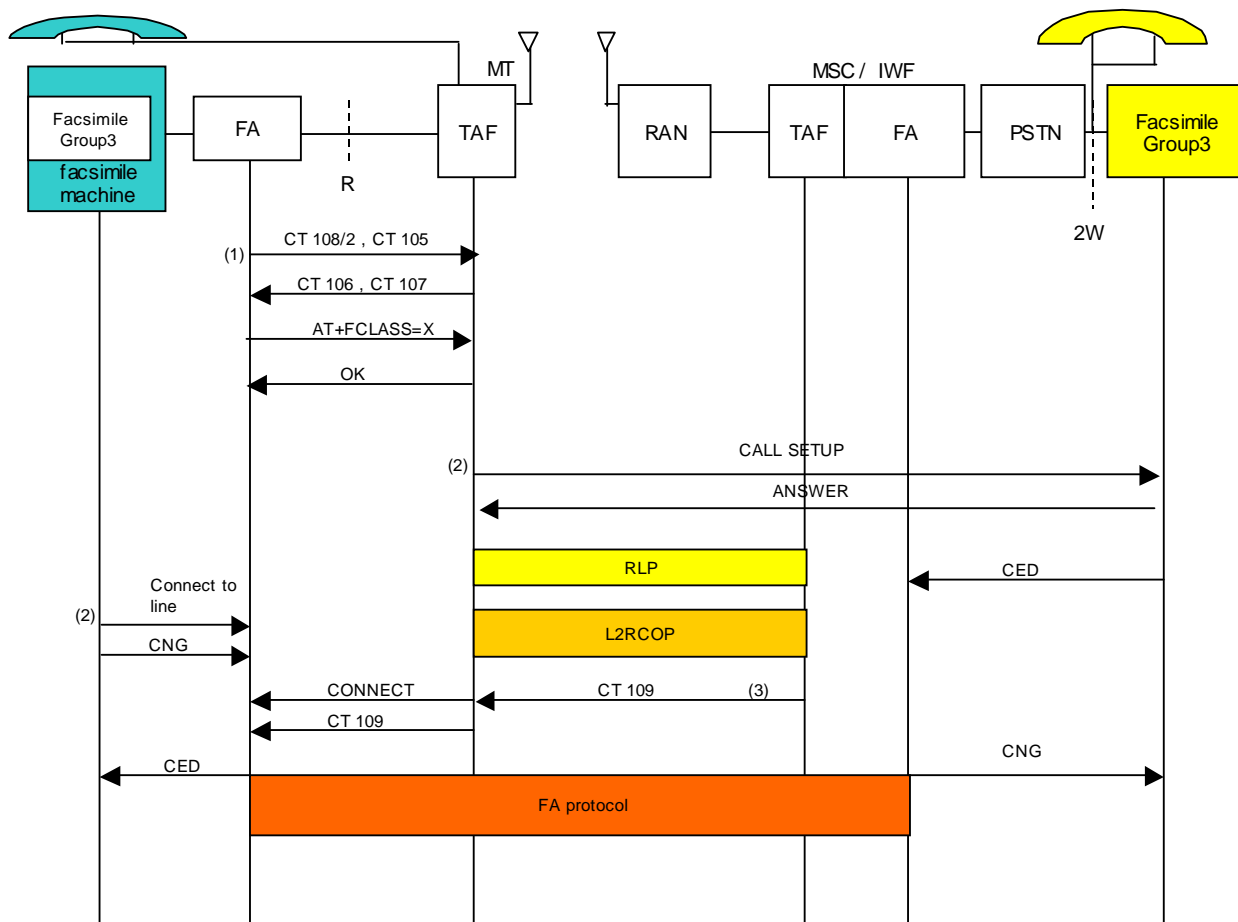 MT
MSC / IWF
Facsimile
Group3
facsimile
machine
FA
R
TAF
RAN
TAF
FA
PSTN
2W
Facsimile
Group3
(1)
CT 108/2 , CT 105
CT 106 , CT 107
AT+FCLASS=X
OK
(2)
CALL SETUP
ANSWER
RLP
CED
(2)
Connect to
line
L2RCOP
CNG
CONNECT
CT 109
(3)
CT 109
CED
CNG
FA protocol